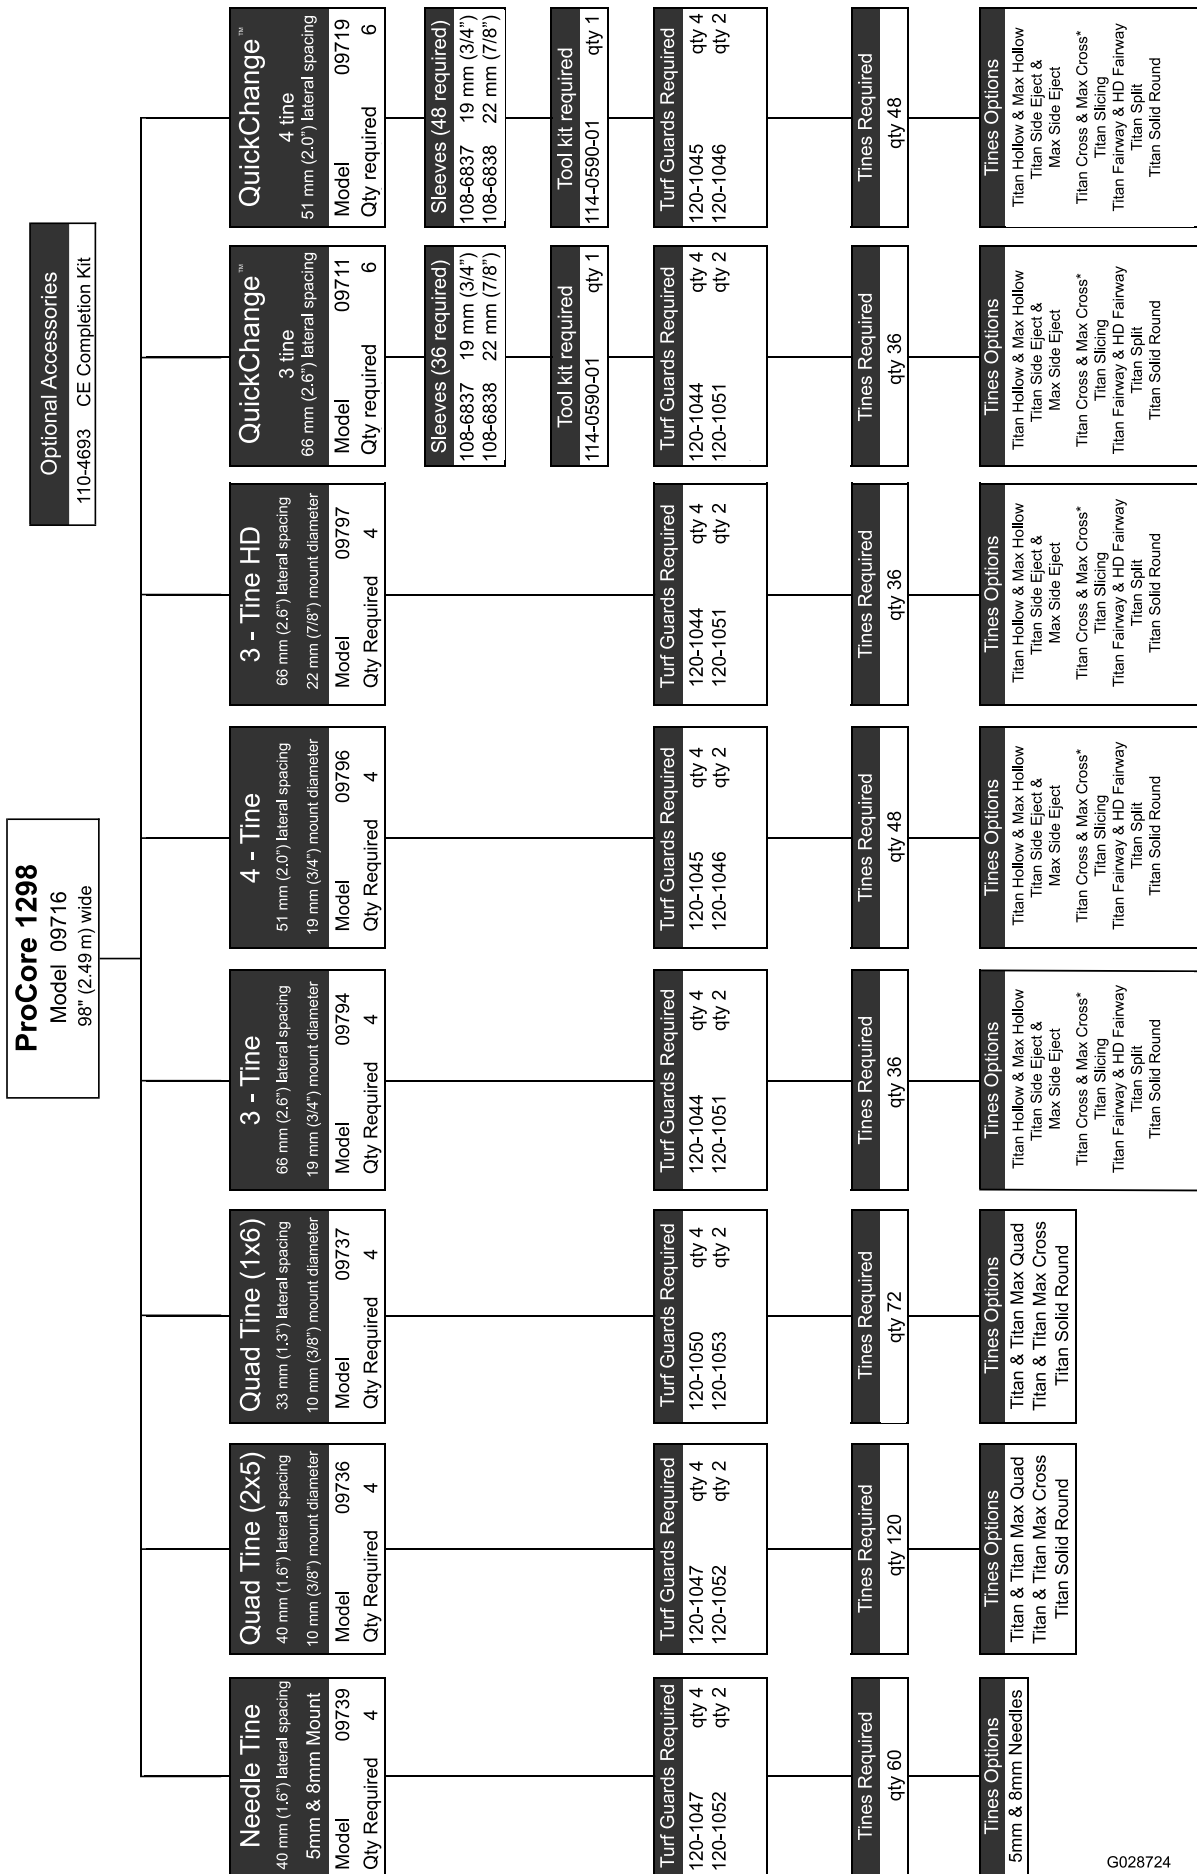 ProCore 1298
Model 09716
98" (2.49 m) wide
Optional Accessories
110-4693 CE Completion Kit
Needle Tine
40 mm (1.6") lateral spacing
5mm & 8mm Mount
Model 09739
Qty Required 4
Turf Guards Required
120-1047 qty 4
120-1052 qty 2
Tines Required
qty 60
Tines Options
5mm & 8mm Needles
Quad Tine (2x5)
40 mm (1.6") lateral spacing
10 mm (3/8") mount diameter
Model 09736
Qty Required 4
Turf Guards Required
120-1047 qty 4
120-1052 qty 2
Tines Required
qty 120
Tines Options
Titan & Titan Max Quad
Titan & Titan Max Cross
Titan Solid Round
Quad Tine (1x6)
33 mm (1.3") lateral spacing
10 mm (3/8") mount diameter
Model 09737
Qty Required 4
Turf Guards Required
120-1050 qty 4
120-1053 qty 2
Tines Required
qty 72
Tines Options
Titan & Titan Max Quad
Titan & Titan Max Cross
Titan Solid Round
3 - Tine
66 mm (2.6") lateral spacing
19 mm (3/4") mount diameter
Model 09794
Qty Required 4
Turf Guards Required
120-1044 qty 4
120-1051 qty 2
Tines Required
qty 36
Tines Options
Titan Hollow & Max Hollow
Titan Side Eject &
Max Side Eject
Titan Cross & Max Cross*
Titan Slicing
Titan Fairway & HD Fairway
Titan Split
Titan Solid Round
4 - Tine
51 mm (2.0") lateral spacing
19 mm (3/4") mount diameter
Model 09796
Qty Required 4
Turf Guards Required
120-1045 qty 4
120-1046 qty 2
Tines Required
qty 48
Tines Options
Titan Hollow & Max Hollow
Titan Side Eject &
Max Side Eject
Titan Cross & Max Cross*
Titan Slicing
Titan Fairway & HD Fairway
Titan Split
Titan Solid Round
3 - Tine HD
66 mm (2.6") lateral spacing
22 mm (7/8") mount diameter
Model 09797
Qty Required 4
Turf Guards Required
120-1044 qty 4
120-1051 qty 2
Tines Required
qty 36
Tines Options
Titan Hollow & Max Hollow
Titan Side Eject &
Max Side Eject
Titan Cross & Max Cross*
Titan Slicing
Titan Fairway & HD Fairway
Titan Split
Titan Solid Round
QuickChange™
3 tine
66 mm (2.6") lateral spacing
Model 09711
Qty required 6
Sleeves (36 required)
108-6837 19 mm (3/4")
108-6838 22 mm (7/8")
Tool kit required
114-0590-01 qty 1
Turf Guards Required
120-1044 qty 4
120-1051 qty 2
Tines Required
qty 36
Tines Options
Titan Hollow & Max Hollow
Titan Side Eject &
Max Side Eject
Titan Cross & Max Cross*
Titan Slicing
Titan Fairway & HD Fairway
Titan Split
Titan Solid Round
QuickChange™
4 tine
51 mm (2.0") lateral spacing
Model 09719
Qty required 6
Sleeves (48 required)
108-6837 19 mm (3/4")
108-6838 22 mm (7/8")
Tool kit required
114-0590-01 qty 1
Turf Guards Required
120-1045 qty 4
120-1046 qty 2
Tines Required
qty 48
Tines Options
Titan Hollow & Max Hollow
Titan Side Eject &
Max Side Eject
Titan Cross & Max Cross*
Titan Slicing
Titan Fairway & HD Fairway
Titan Split
Titan Solid Round
G028724